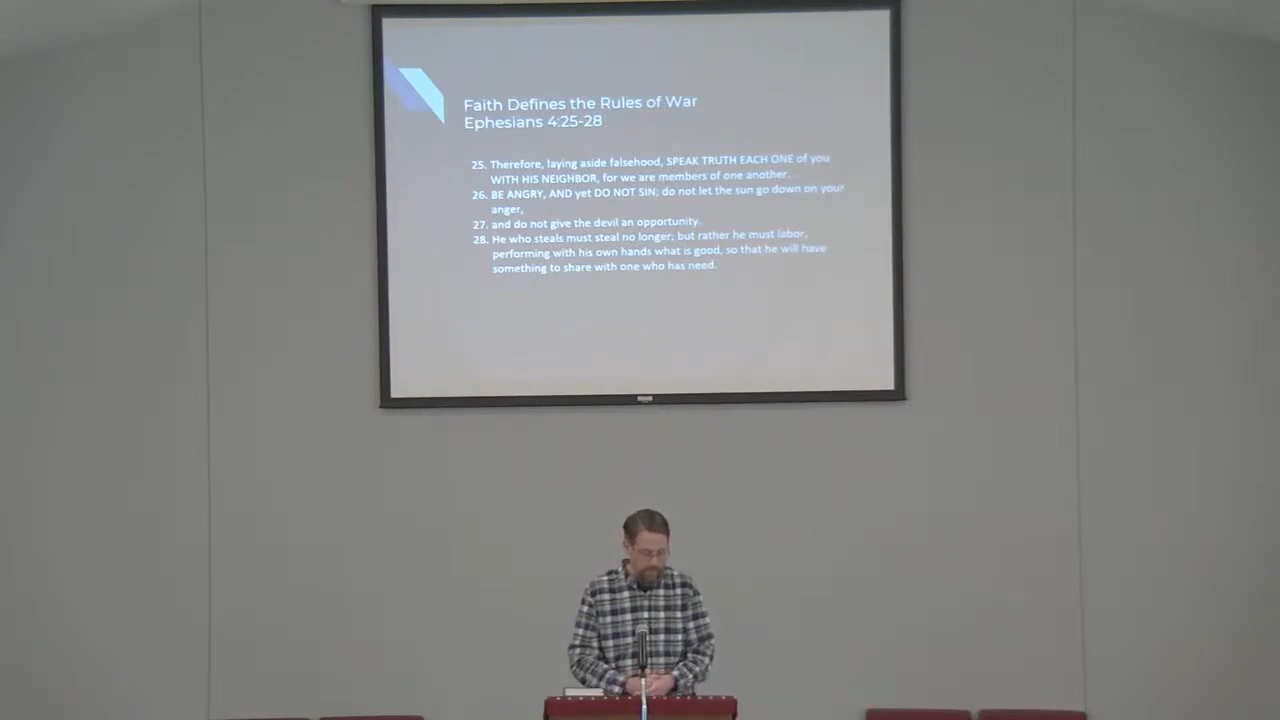 Faith Defines the Rules of War
Ephesians 4:25-28
25. Therefore, laying aside falsehood, SPEAK TRUTH EACH ONE of you
WITH HIS NEIGHBOR, for we are members of one another.
26. BE ANGRY, AND yet DO NOT SIN; do not let the sun go down on your
anger,
27. and do not give the devil an opportunity.
28. He who steals must steal no longer; but rather he must labor,
performing with his own hands what is good, so that he will have
something to share with one who has need.